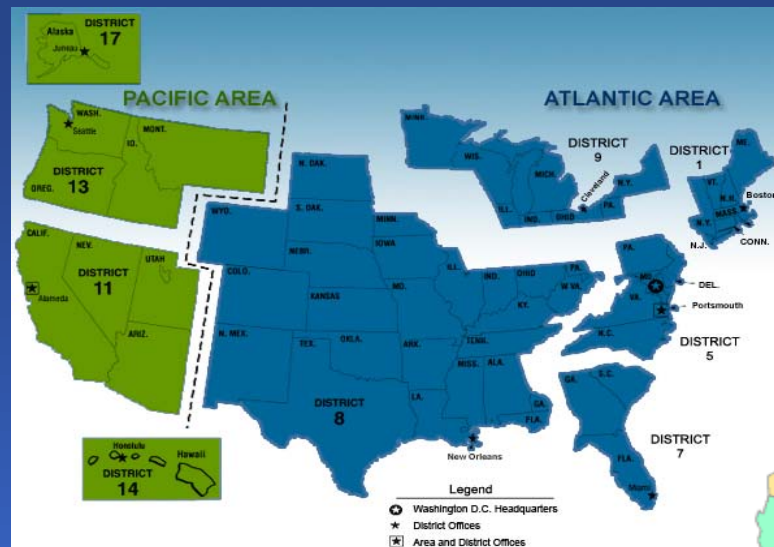 DISTRICT
17
Alaska
Juneau
PACIFIC AREA
ATLANTIC AREA
WASH.
Seattle
MONT.
ID.
DISTRICT
13
OREG.
CALIF.
NEV.
UTAH
DISTRICT
11
Alameda
ARIZ.
Honolulu
Hawaii
DISTRICT
14
N. DAK.
WYO.
S. DAK.
MINN.
NEBR.
IOWA
COLO.
ILL.
IND.
OHIO
PA.
W VA.
KANSAS
MO.
KY.
N. MEX.
TEX.
OKLA.
ARK.
TENN.
MISS.
ALA.
LA.
GA.
FLA.
DISTRICT
8
New Orleans
MINN.
WIS.
MICH.
DISTRICT
9
Cleveland
N.Y.
ILL.
IND.
OHIO
PA.
DISTRICT
1
ME.
VT.
N.H.
Boston
MASS.
N.Y.
N.J.
CONN.
PA.
MD.
DEL.
VA.
Portsmouth
N.C.
DISTRICT
5
GA.
S.C.
DISTRICT
7
FLA.
Miami
Legend
Washington D.C. Headquarters
District Offices
Area and District Offices